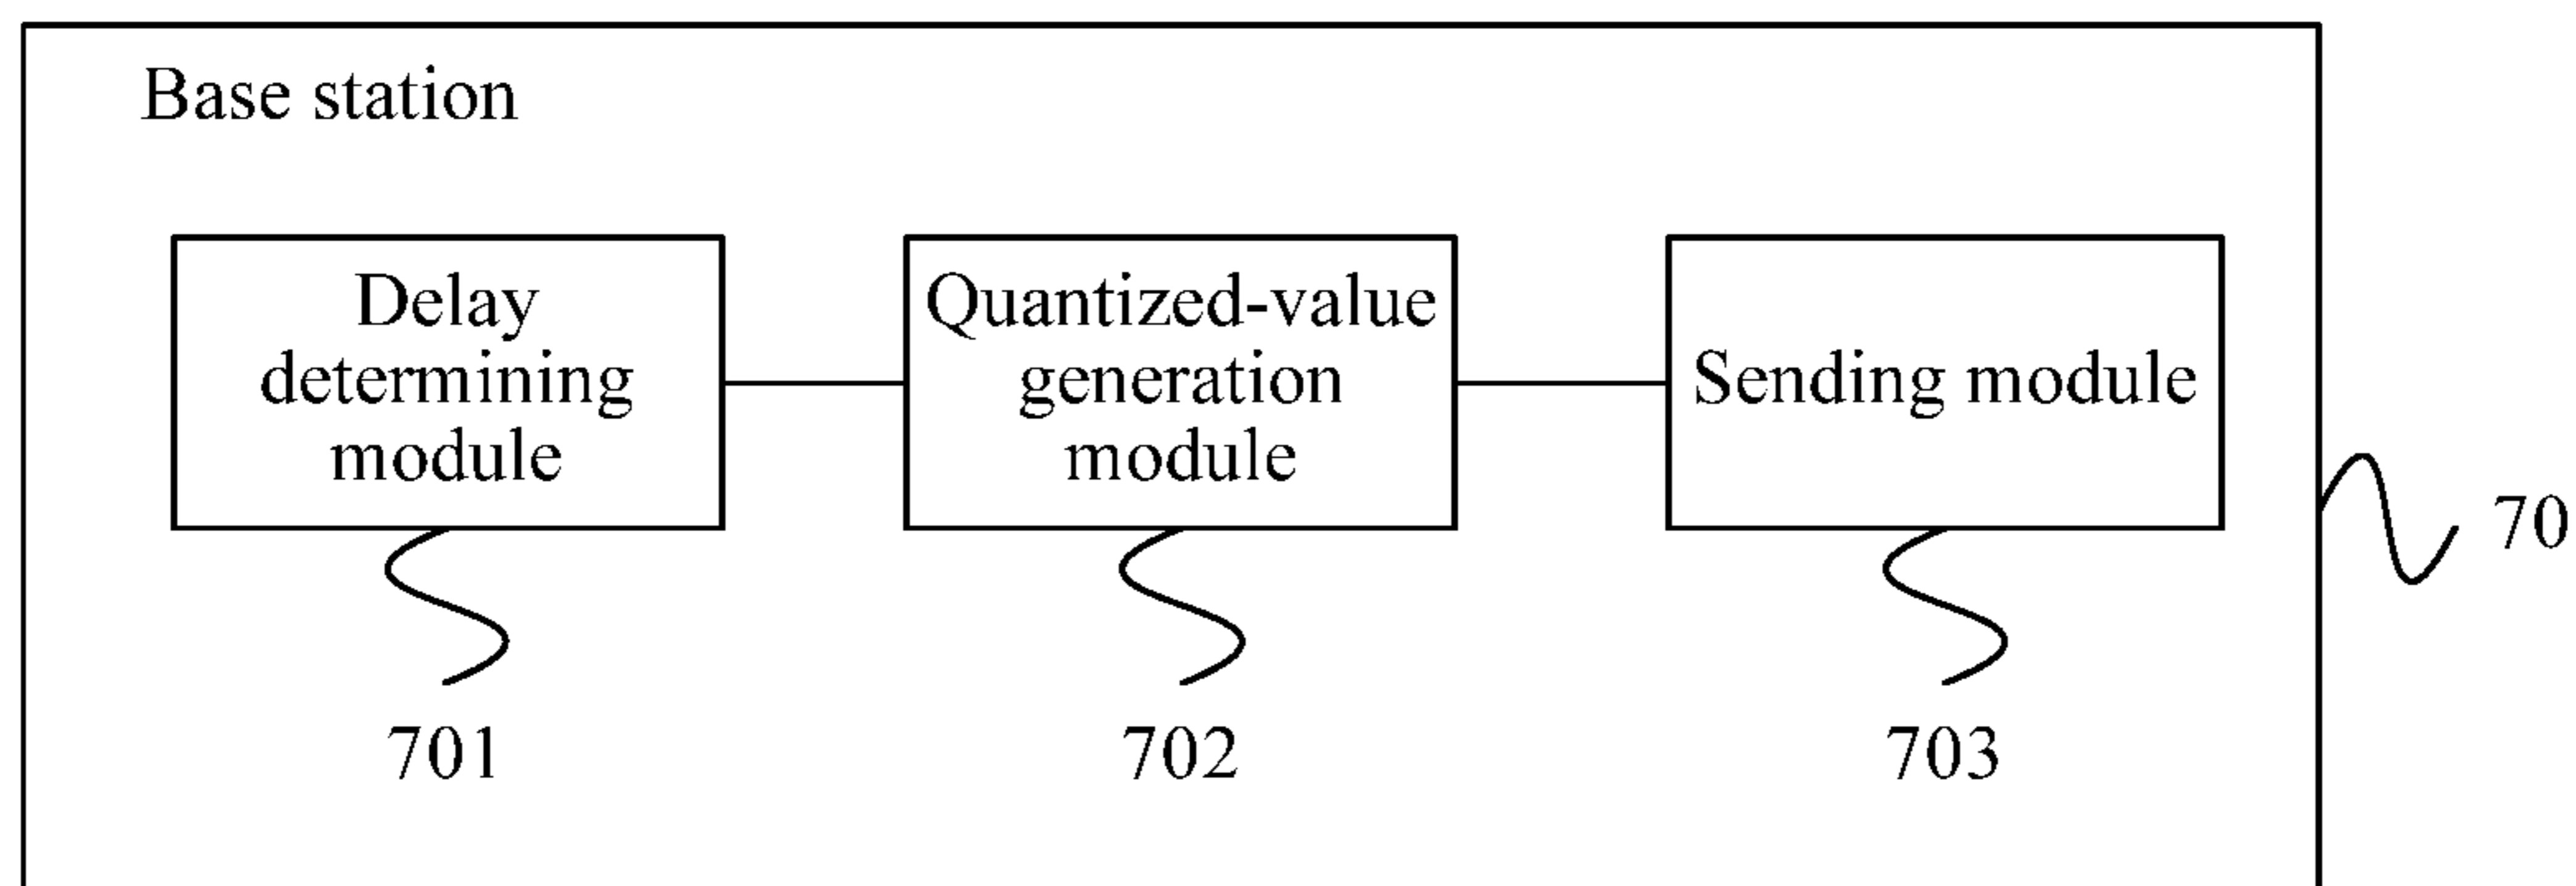 Base station
Delay
determining
module
Quantized-value
generation
module
Sending module
70
701
702
703